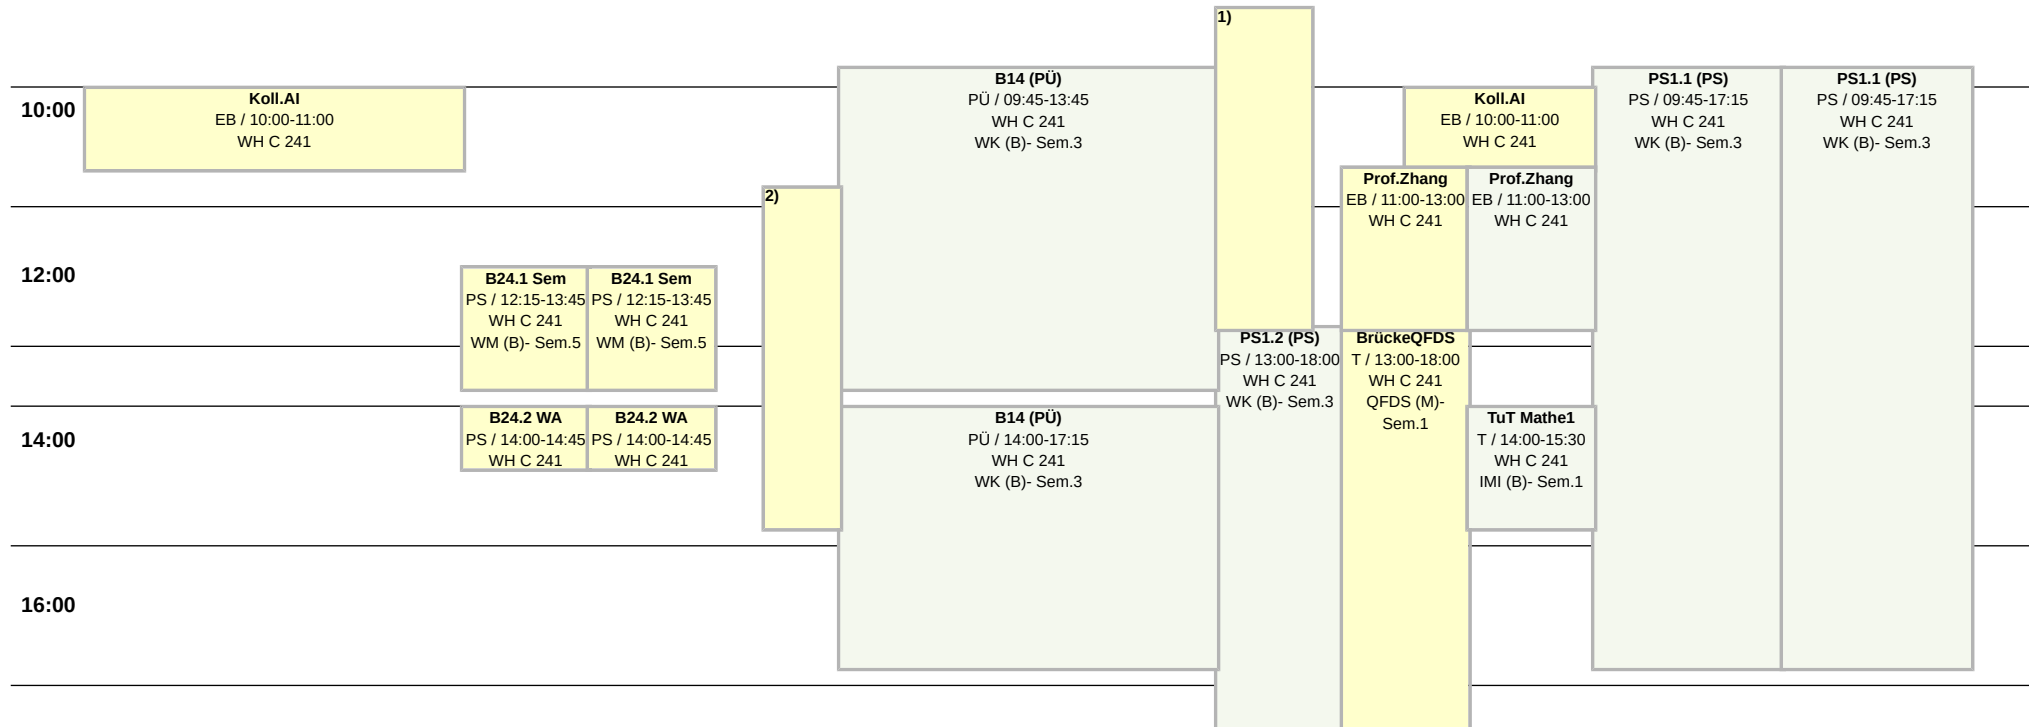 1)
B14 (PÜ)
PÜ / 09:45-13:45
WH C 241
WK (B)- Sem.3
PS1.1 (PS)
PS / 09:45-17:15
WH C 241
WK (B)- Sem.3
PS1.1 (PS)
PS / 09:45-17:15
WH C 241
WK (B)- Sem.3
10:00
Koll.AI
EB / 10:00-11:00
WH C 241
Koll.AI
EB / 10:00-11:00
WH C 241
2)
Prof.Zhang
EB / 11:00-13:00
WH C 241
Prof.Zhang
EB / 11:00-13:00
WH C 241
12:00
B24.1 Sem
PS / 12:15-13:45
WH C 241
WM (B)- Sem.5
B24.1 Sem
PS / 12:15-13:45
WH C 241
WM (B)- Sem.5
PS1.2 (PS)
PS / 13:00-18:00
WH C 241
WK (B)- Sem.3
BrückeQFDS
T / 13:00-18:00
WH C 241
QFDS (M)-
Sem.1
14:00
B24.2 WA
PS / 14:00-14:45
WH C 241
B24.2 WA
PS / 14:00-14:45
WH C 241
B14 (PÜ)
PÜ / 14:00-17:15
WH C 241
WK (B)- Sem.3
TuT Mathe1
T / 14:00-15:30
WH C 241
IMI (B)- Sem.1
16:00